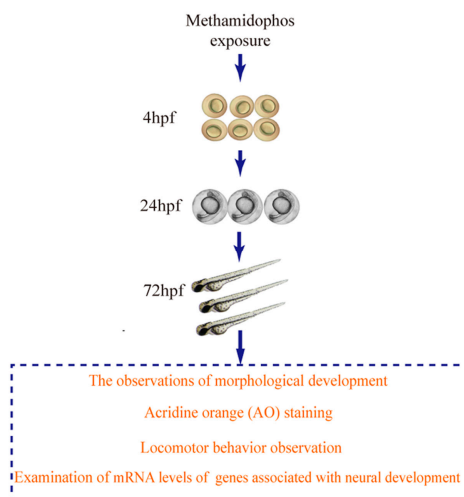 Methamidophos
exposure
4hpf
24hpf
72hpf
The observations of morphological development
Acridine orange (AO) staining
Locomotor behavior observation
Examination of mRNA levels of genes associated with neural development